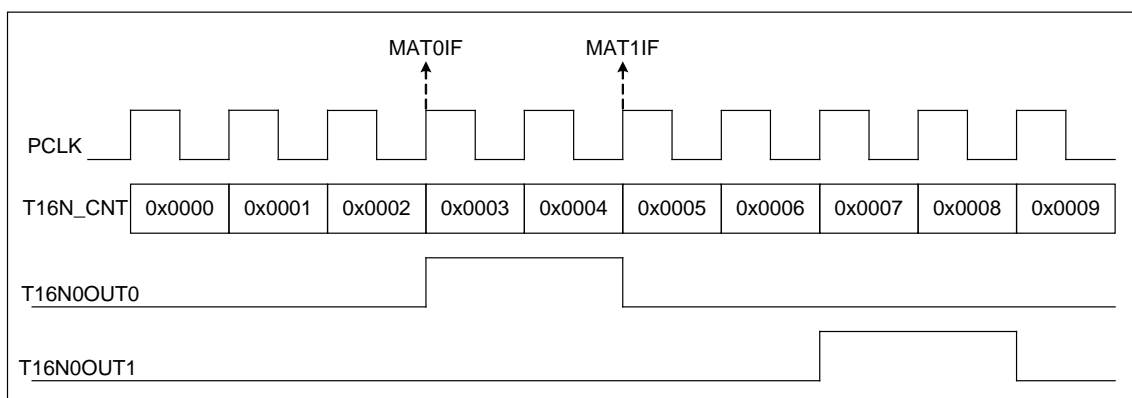 MAT0IF MAT1IF
PCLK
T16N_CNT 0x0000 0x0001 0x0002 0x0003 0x0004 0x0005 0x0006 0x0007 0x0008 0x0009
T16N0OUT0
T16N0OUT1